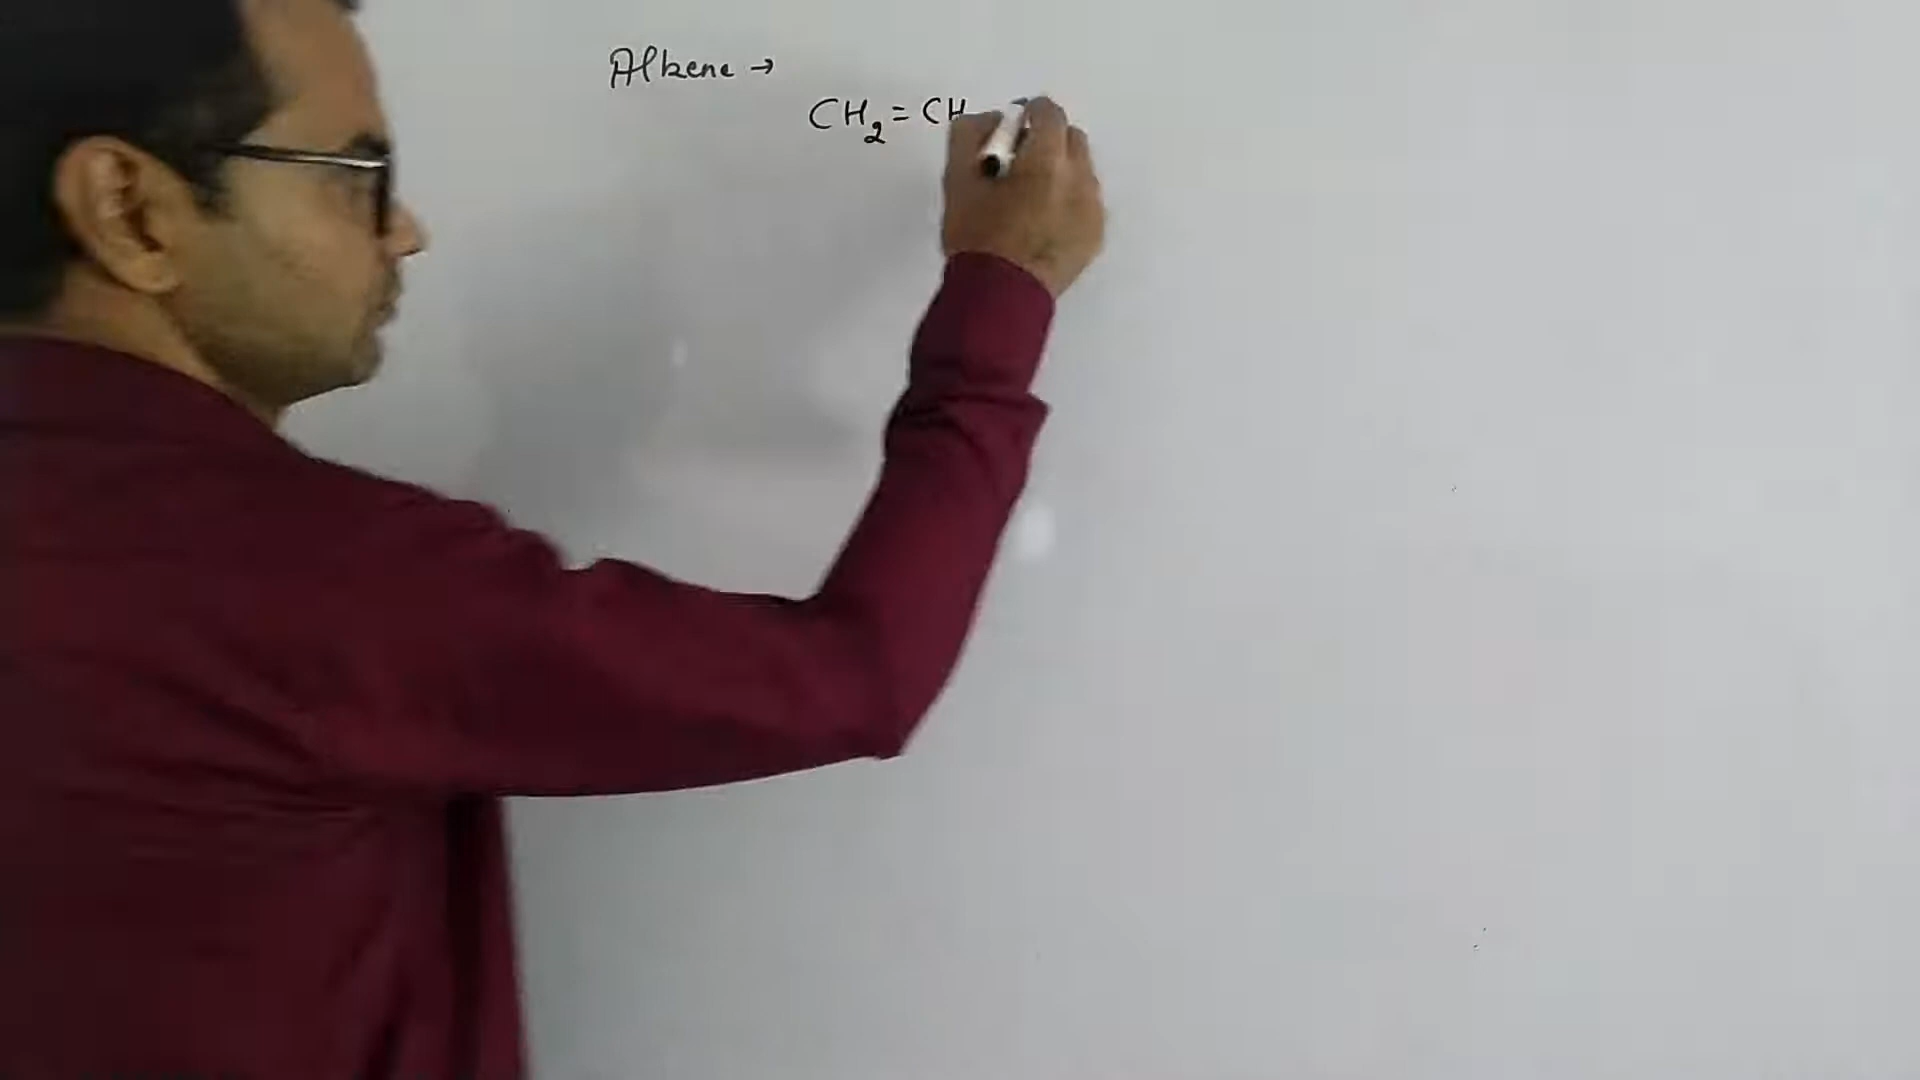 Alkene →
CH₂ = CH